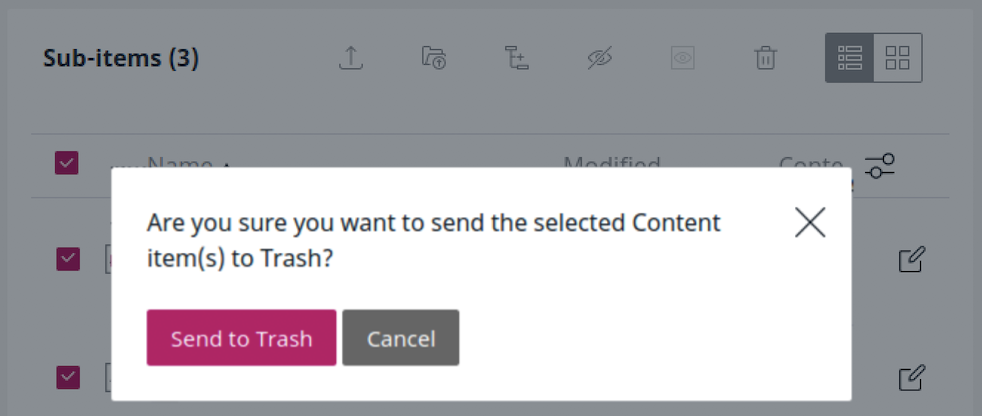 Sub-items (3)
Name
Modified
Conte
Are you sure you want to send the selected Content
item(s) to Trash?
Send to Trash
Cancel